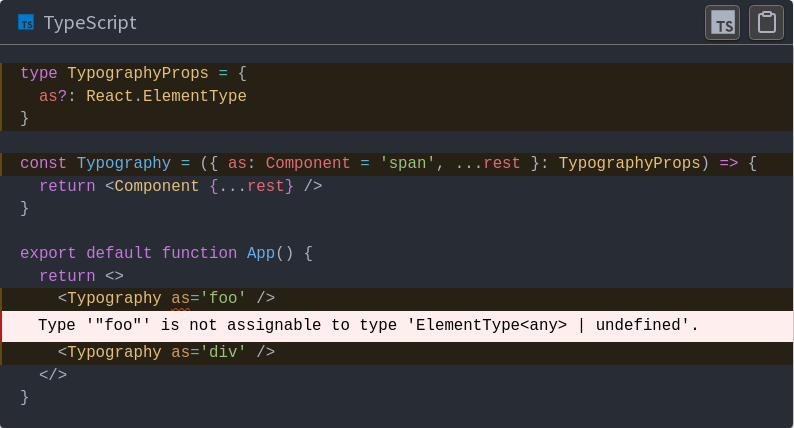 TS TypeScript TS
type TypographyProps = {
  as?: React.ElementType
}
const Typography = ({ as: Component = 'span', ...rest }: TypographyProps) => {
  return <Component {...rest} />
}
export default function App() {
  return <>
    <Typography as='foo' />
  Type '"foo"' is not assignable to type 'ElementType<any> | undefined'.
    <Typography as='div' />
  </>
}